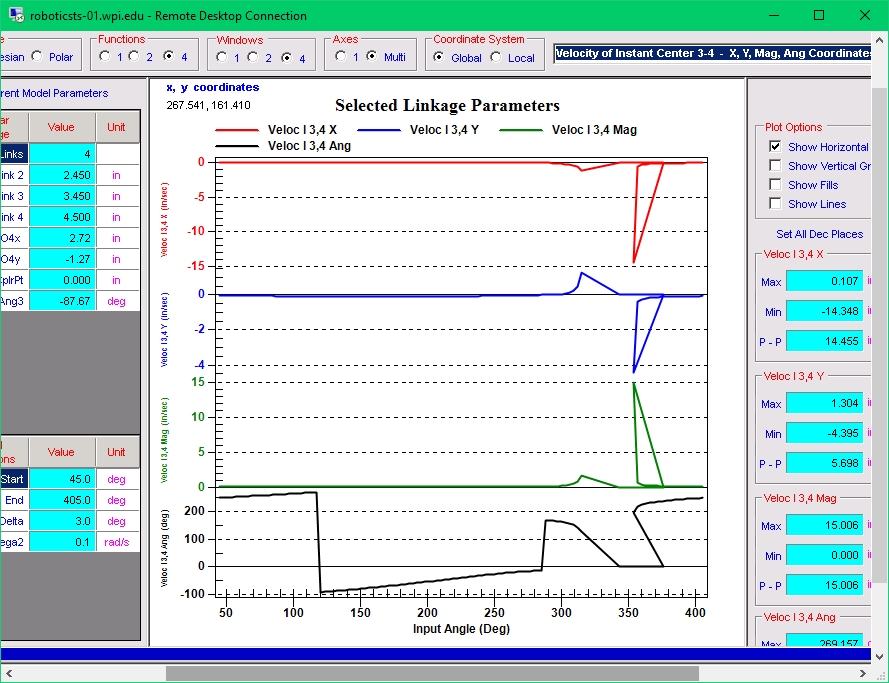 roboticsts-01.wpi.edu - Remote Desktop Connection
Functions Windows Axes Coordinate System
esian Polar 1 2 4 1 2 4 1 Multi Global Local
Velocity of Instant Center 3-4 - X, Y, Mag, Ang Coordinates
rent Model Parameters
x, y coordinates
267.541, 161.410
Selected Linkage Parameters
Veloc I 3,4 X Veloc I 3,4 Y Veloc I 3,4 Mag
Veloc I 3,4 Ang
ar
ge Value Unit
Links 4
ink 2 2.450 in
ink 3 3.450 in
ink 4 4.500 in
O4x 2.72 in
O4y -1.27 in
CplrPt 0.000 in
Ang3 -87.67 deg
ons Value Unit
Start 45.0 deg
End 405.0 deg
Delta 3.0 deg
ega2 0.1 rad/s
Veloc I 3,4 X (in/sec)
0
-5
-10
-15
Veloc I 3,4 Y (in/sec)
0
-2
-4
Veloc I 3,4 Mag (in/sec)
15
10
5
0
Veloc I 3,4 Ang (deg)
200
100
0
-100
50 100 150 200 250 300 350 400
Input Angle (Deg)
Plot Options
Show Horizontal
Show Vertical Gr
Show Fills
Show Lines
Set All Dec Places
Veloc I 3,4 X
Max 0.107
Min -14.348
P - P 14.455
Veloc I 3,4 Y
Max 1.304
Min -4.395
P - P 5.698
Veloc I 3,4 Mag
Max 15.006
Min 0.000
P - P 15.006
Veloc I 3,4 Ang
Max 269.157